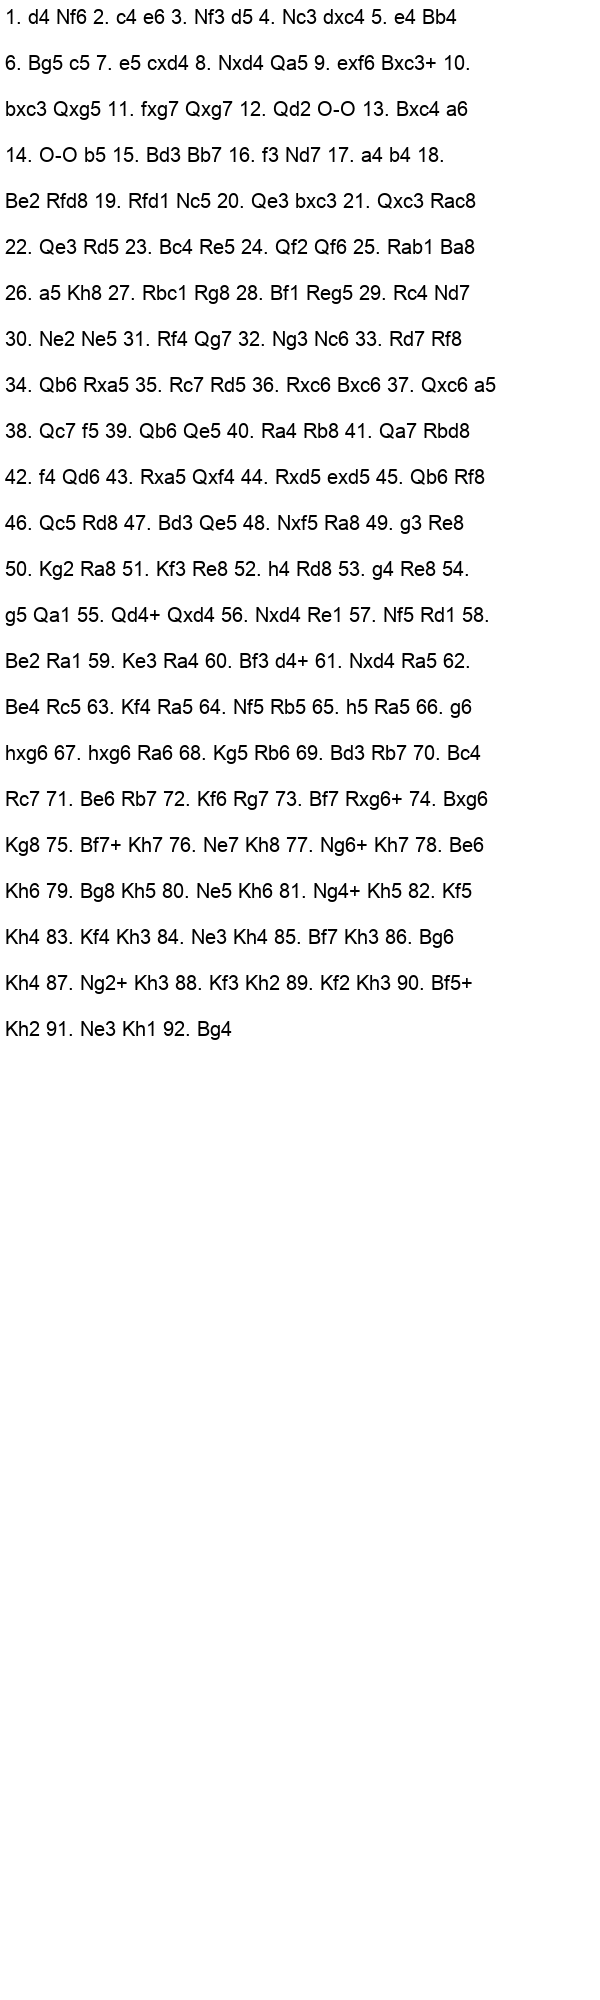 1. d4 Nf6 2. c4 e6 3. Nf3 d5 4. Nc3 dxc4 5. e4 Bb4
6. Bg5 c5 7. e5 cxd4 8. Nxd4 Qa5 9. exf6 Bxc3+ 10.
bxc3 Qxg5 11. fxg7 Qxg7 12. Qd2 O-O 13. Bxc4 a6
14. O-O b5 15. Bd3 Bb7 16. f3 Nd7 17. a4 b4 18.
Be2 Rfd8 19. Rfd1 Nc5 20. Qe3 bxc3 21. Qxc3 Rac8
22. Qe3 Rd5 23. Bc4 Re5 24. Qf2 Qf6 25. Rab1 Ba8
26. a5 Kh8 27. Rbc1 Rg8 28. Bf1 Reg5 29. Rc4 Nd7
30. Ne2 Ne5 31. Rf4 Qg7 32. Ng3 Nc6 33. Rd7 Rf8
34. Qb6 Rxa5 35. Rc7 Rd5 36. Rxc6 Bxc6 37. Qxc6 a5
38. Qc7 f5 39. Qb6 Qe5 40. Ra4 Rb8 41. Qa7 Rbd8
42. f4 Qd6 43. Rxa5 Qxf4 44. Rxd5 exd5 45. Qb6 Rf8
46. Qc5 Rd8 47. Bd3 Qe5 48. Nxf5 Ra8 49. g3 Re8
50. Kg2 Ra8 51. Kf3 Re8 52. h4 Rd8 53. g4 Re8 54.
g5 Qa1 55. Qd4+ Qxd4 56. Nxd4 Re1 57. Nf5 Rd1 58.
Be2 Ra1 59. Ke3 Ra4 60. Bf3 d4+ 61. Nxd4 Ra5 62.
Be4 Rc5 63. Kf4 Ra5 64. Nf5 Rb5 65. h5 Ra5 66. g6
hxg6 67. hxg6 Ra6 68. Kg5 Rb6 69. Bd3 Rb7 70. Bc4
Rc7 71. Be6 Rb7 72. Kf6 Rg7 73. Bf7 Rxg6+ 74. Bxg6
Kg8 75. Bf7+ Kh7 76. Ne7 Kh8 77. Ng6+ Kh7 78. Be6
Kh6 79. Bg8 Kh5 80. Ne5 Kh6 81. Ng4+ Kh5 82. Kf5
Kh4 83. Kf4 Kh3 84. Ne3 Kh4 85. Bf7 Kh3 86. Bg6
Kh4 87. Ng2+ Kh3 88. Kf3 Kh2 89. Kf2 Kh3 90. Bf5+
Kh2 91. Ne3 Kh1 92. Bg4